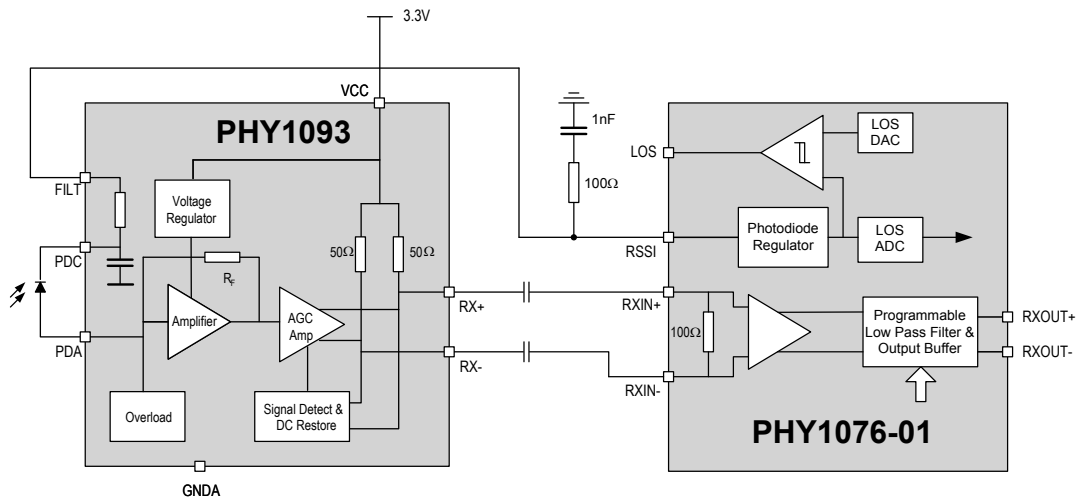 3.3V
VCC
PHY1093
FILT
Voltage
Regulator
PDC
PDA
R_F
Amplifier
AGC
Amp
50Ω
50Ω
Overload
Signal Detect &
DC Restore
GNDA
RX+
RX-
1nF
100Ω
LOS
RSSI
RXIN+
RXIN-
LOS
DAC
Photodiode
Regulator
LOS
ADC
100Ω
Programmable
Low Pass Filter &
Output Buffer
RXOUT+
RXOUT-
PHY1076-01